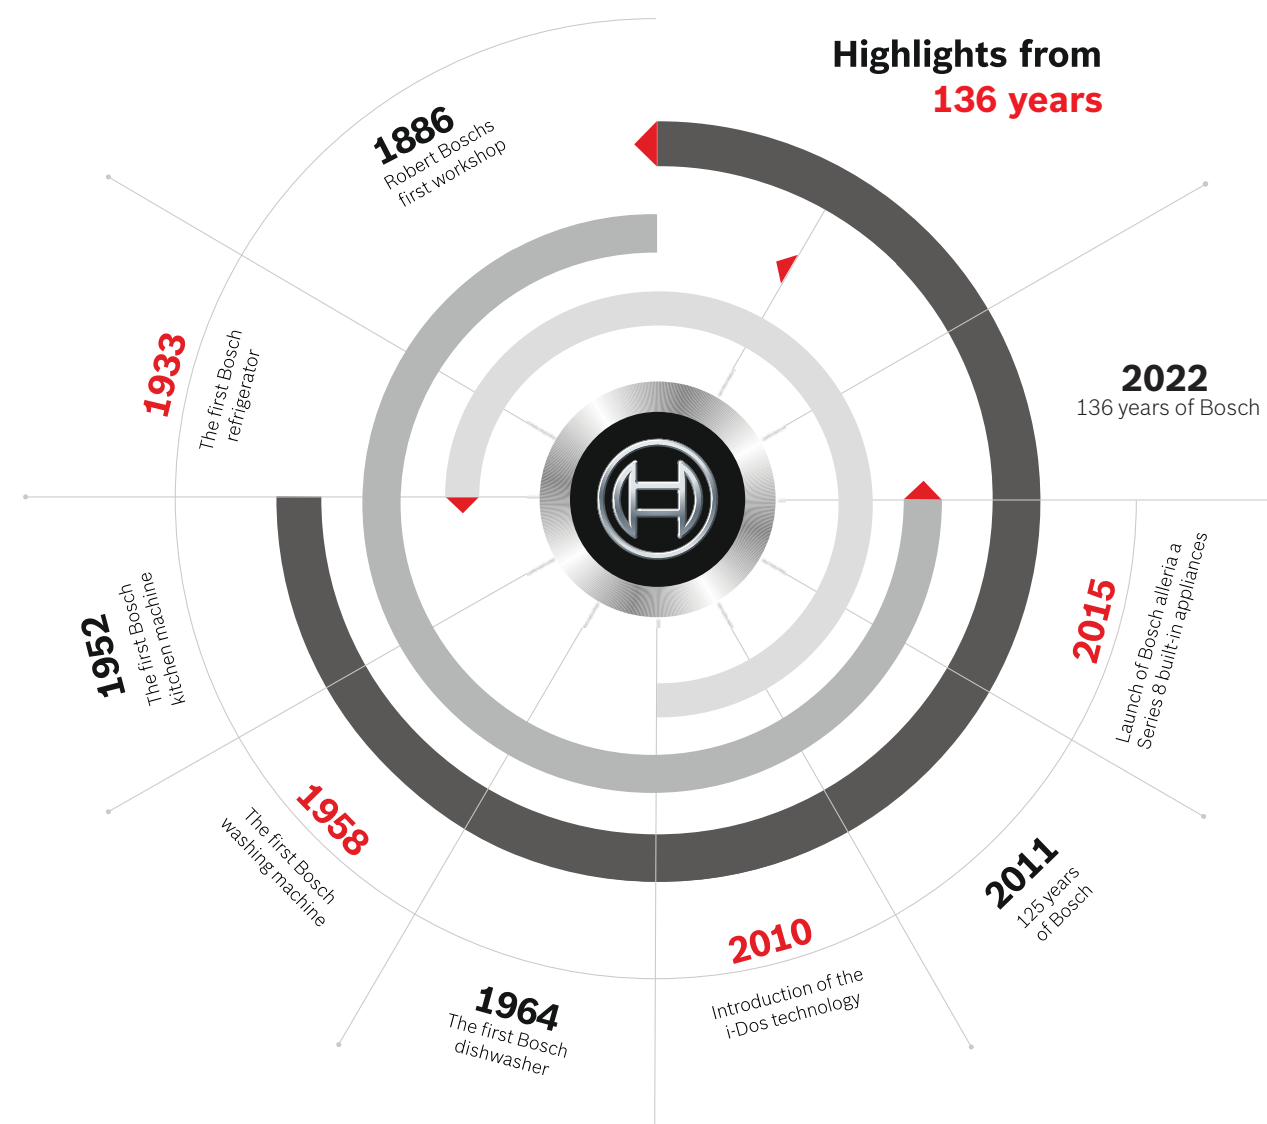 Highlights from
136 years
1886
Robert Boschs
first workshop
1933
The first Bosch
refrigerator
1952
The first Bosch
kitchen machine
1958
The first Bosch
washing machine
1964
The first Bosch
dishwasher
2010
Introduction of the
i-Dos technology
2011
125 years
of Bosch
2015
Launch of Bosch alleria a
Series 8 built-in appliances
2022
136 years of Bosch